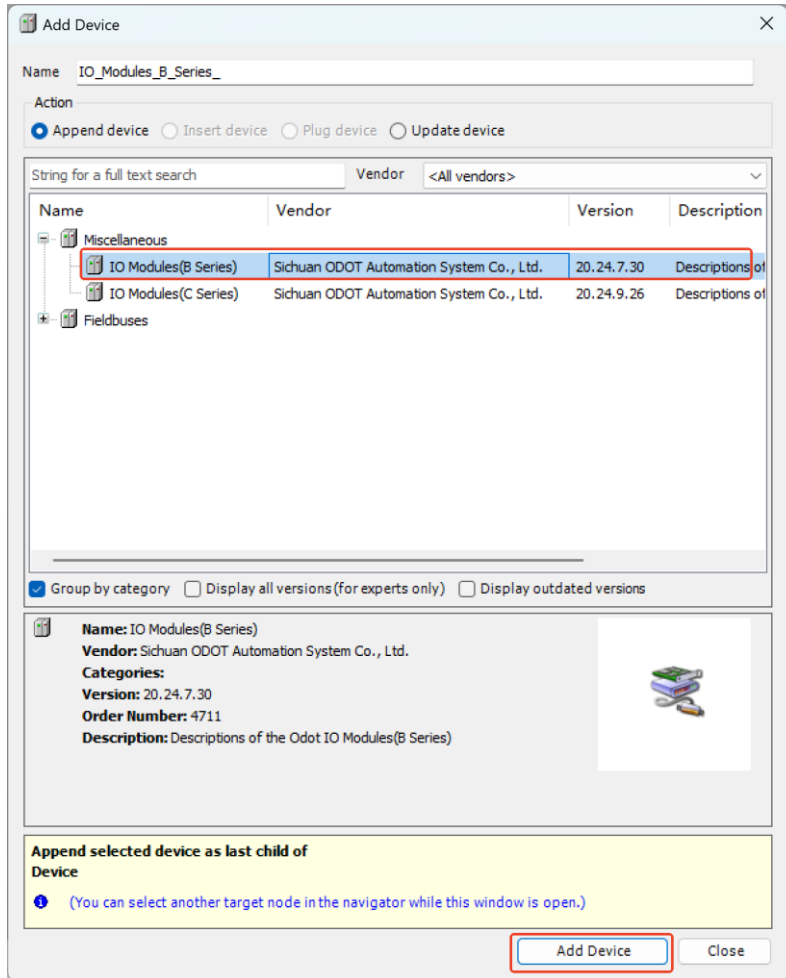 Add Device
Name IO_Modules_B_Series_
Action
Append device Insert device Plug device Update device
String for a full text search Vendor <All vendors>
Name Vendor Version Description
Miscellaneous
IO Modules(B Series) Sichuan ODOT Automation System Co., Ltd. 20.24.7.30 Descriptions of
IO Modules(C Series) Sichuan ODOT Automation System Co., Ltd. 20.24.9.26 Descriptions of
Fieldbuses
Group by category Display all versions(for experts only) Display outdated versions
Name: IO Modules(B Series)
Vendor: Sichuan ODOT Automation System Co., Ltd.
Categories:
Version: 20.24.7.30
Order Number: 4711
Description: Descriptions of the Odot IO Modules(B Series)
Append selected device as last child of
Device
(You can select another target node in the navigator while this window is open.)
Add Device Close